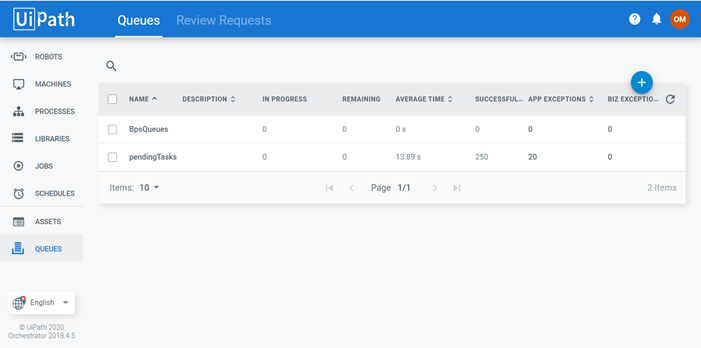 UiPath Queues Review Requests OM
ROBOTS
MACHINES
PROCESSES
LIBRARIES
JOBS
SCHEDULES
ASSETS
QUEUES
English
© UiPath 2020
Orchestrator 2018.4.5
NAME DESCRIPTION IN PROGRESS REMAINING AVERAGE TIME SUCCESSFUL... APP EXCEPTIONS BIZ EXCEPTIO...
BpsQueues 0 0 0 s 0 0 0
pendingTasks 0 0 13.89 s 250 20 0
Items: 10 Page 1/1 2 Items